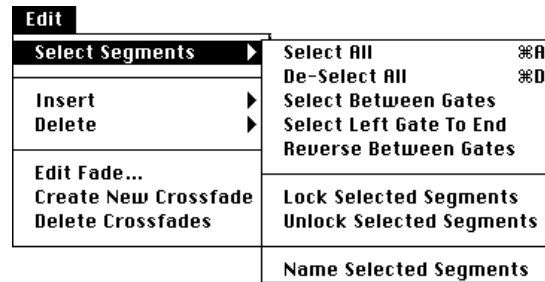 Edit
Select Segments
Insert
Delete
Edit Fade...
Create New Crossfade
Delete Crossfades
Select All ⌘A
De-Select All ⌘D
Select Between Gates
Select Left Gate To End
Reverse Between Gates
Lock Selected Segments
Unlock Selected Segments
Name Selected Segments